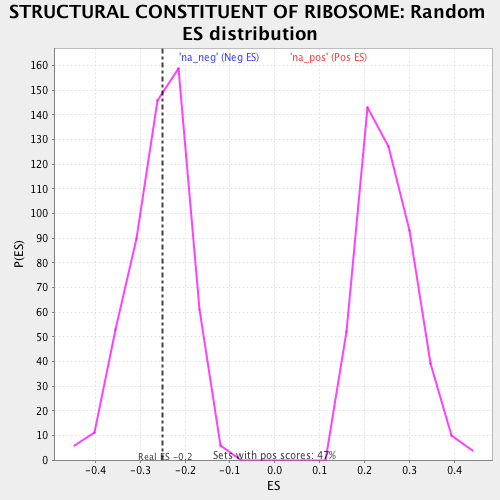 STRUCTURAL CONSTITUENT OF RIBOSOME: Random
ES distribution
'na_neg' (Neg ES) 'na_pos' (Pos ES)
160
150
140
130
120
110
100
90
80
70
60
50
40
30
20
10
0
P(ES)
Real ES -0.2 Sets with pos scores: 47%
-0.4 -0.3 -0.2 -0.1 0.0 0.1 0.2 0.3 0.4
ES